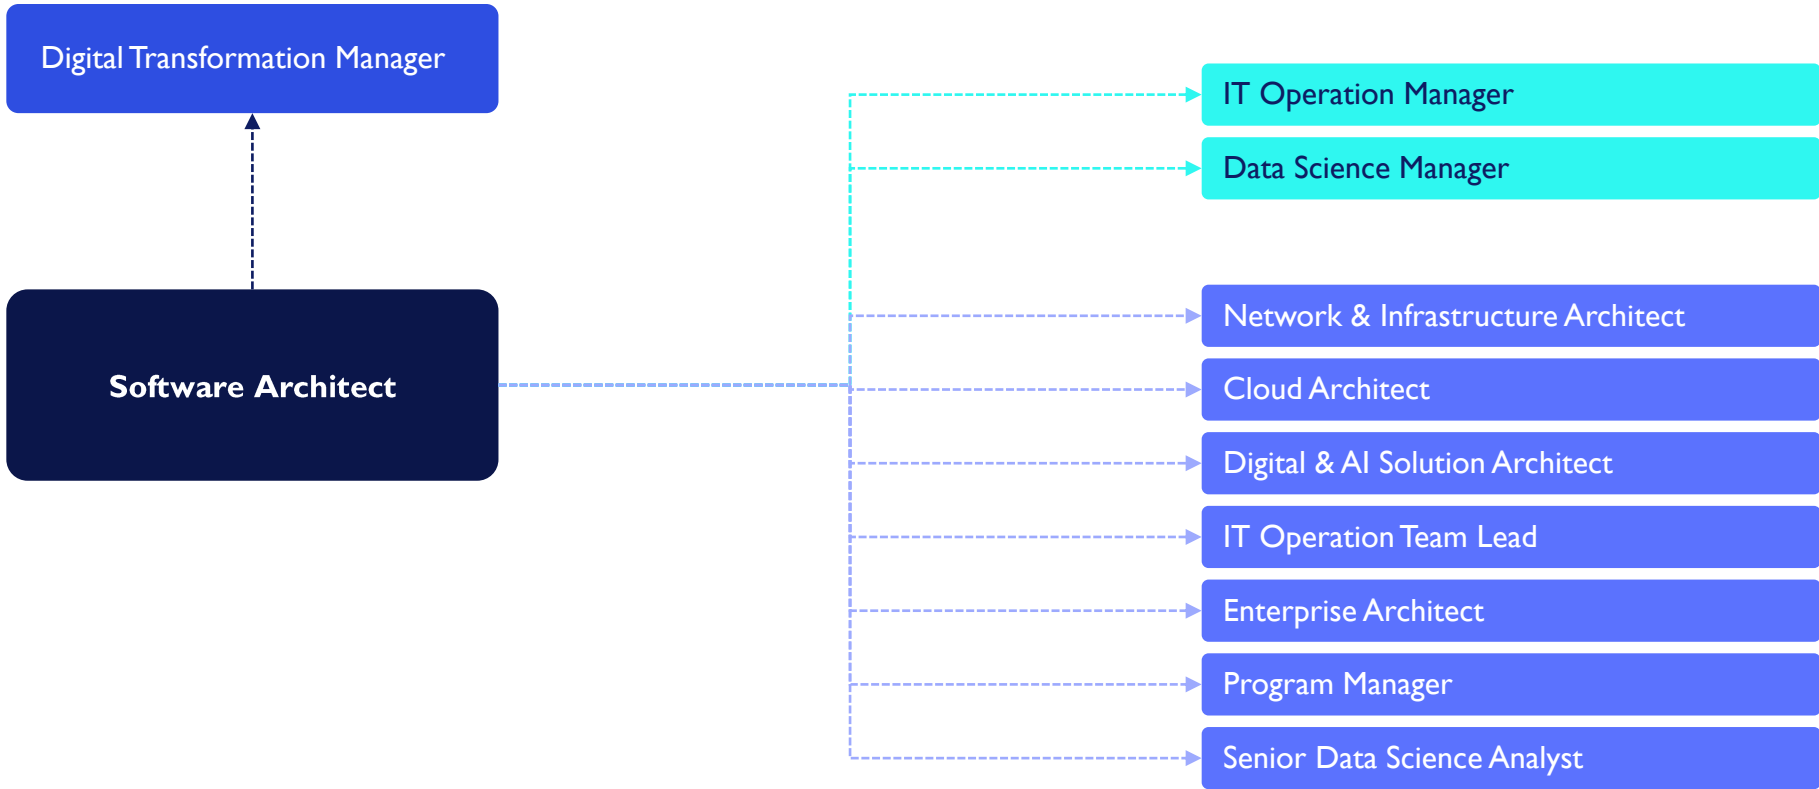 Digital Transformation Manager
Software Architect
IT Operation Manager
Data Science Manager
Network & Infrastructure Architect
Cloud Architect
Digital & AI Solution Architect
IT Operation Team Lead
Enterprise Architect
Program Manager
Senior Data Science Analyst